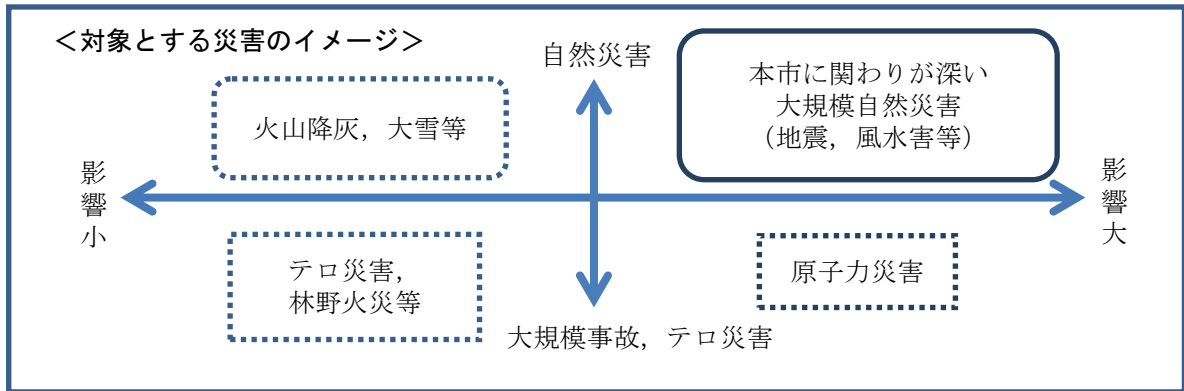 ＜対象とする災害のイメージ＞
自然災害
本市に関わりが深い
大規模自然災害
（地震，風水害等）
火山降灰，大雪等
影響小
影響大
テロ災害，
林野火災等
原子力災害
大規模事故，テロ災害